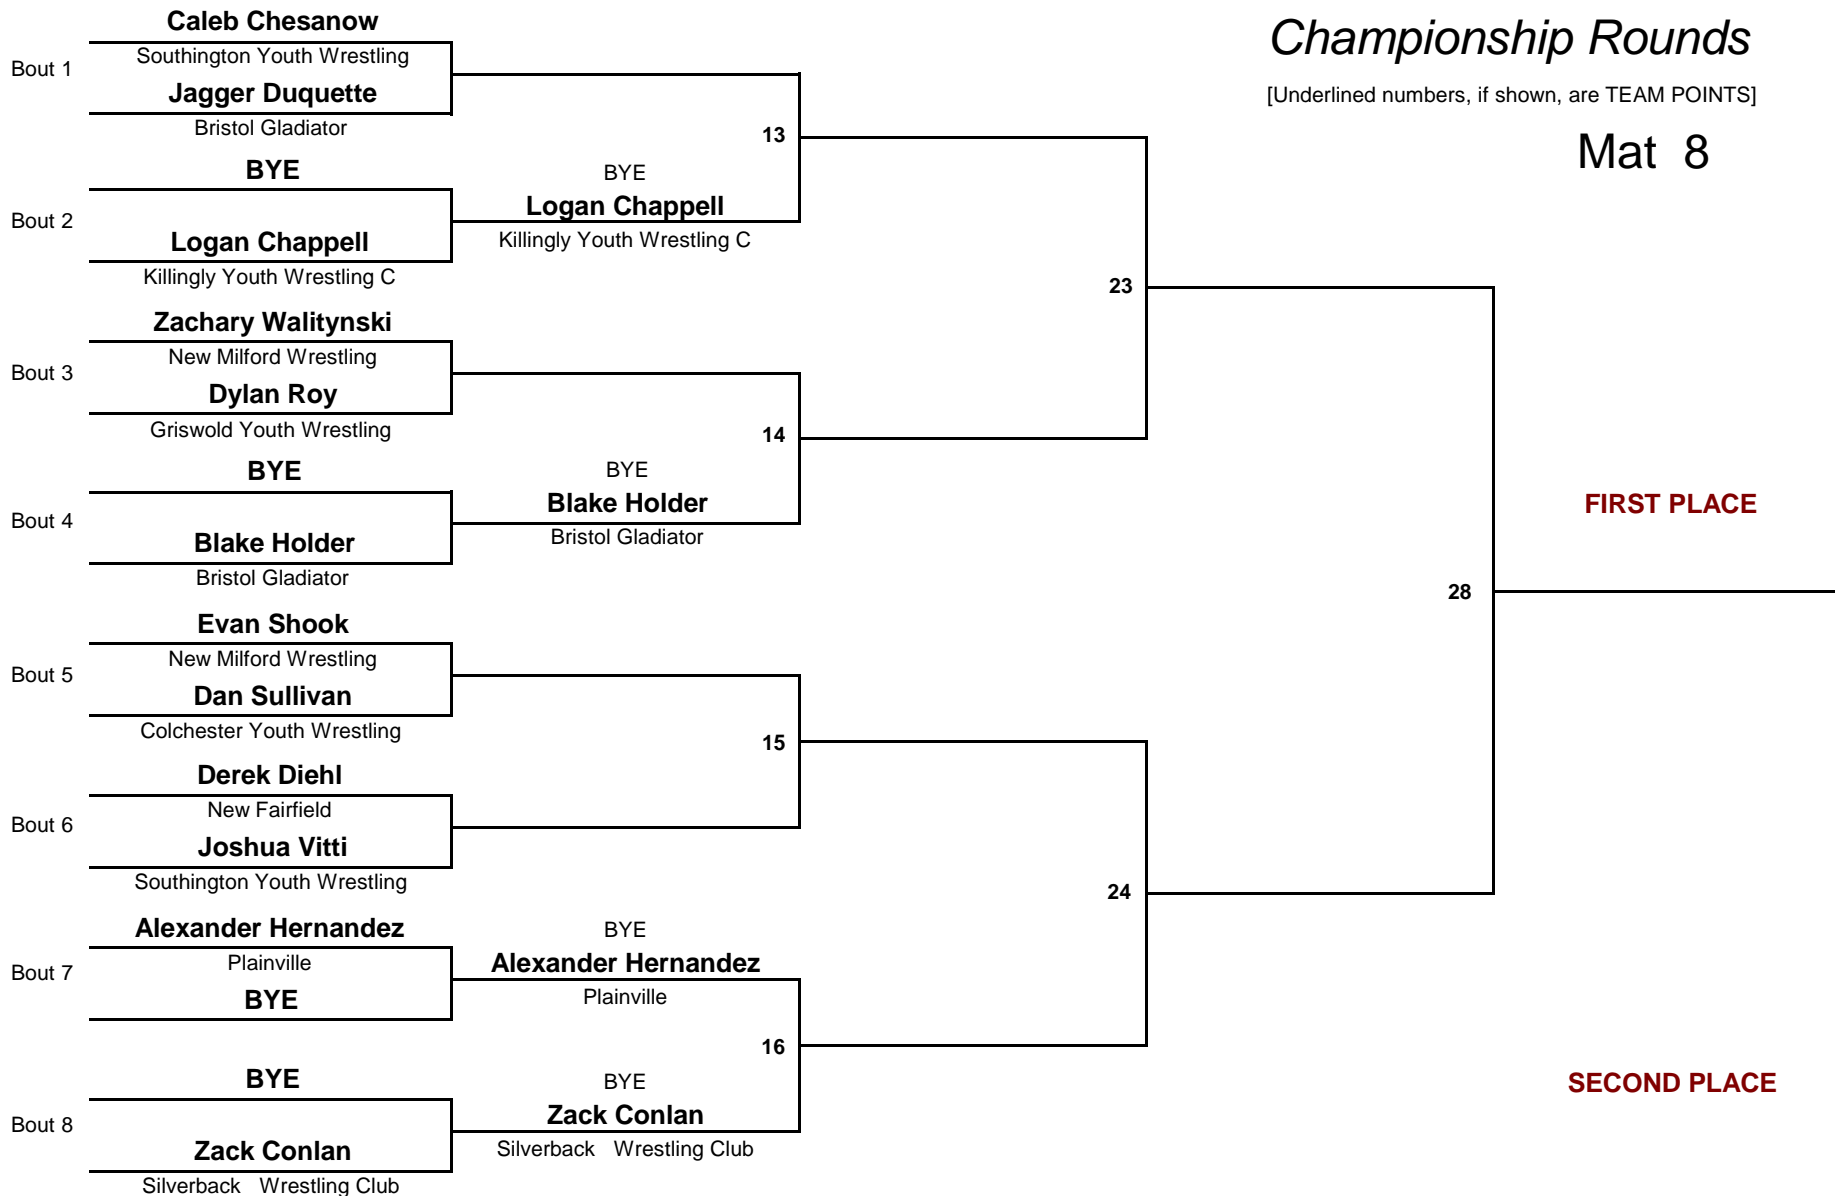 Championship Rounds
[Underlined numbers, if shown, are TEAM POINTS]
Mat 8
Caleb Chesanow
Bout 1
Southington Youth Wrestling
Jagger Duquette
Bristol Gladiator
BYE
Bout 2
Logan Chappell
Killingly Youth Wrestling C
Zachary Walitynski
Bout 3
New Milford Wrestling
Dylan Roy
Griswold Youth Wrestling
BYE
Bout 4
Blake Holder
Bristol Gladiator
Evan Shook
Bout 5
New Milford Wrestling
Dan Sullivan
Colchester Youth Wrestling
Derek Diehl
Bout 6
New Fairfield
Joshua Vitti
Southington Youth Wrestling
Alexander Hernandez
Bout 7
Plainville
BYE
BYE
Bout 8
Zack Conlan
Silverback Wrestling Club
13
BYE
Logan Chappell
Killingly Youth Wrestling C
14
BYE
Blake Holder
Bristol Gladiator
15
BYE
Alexander Hernandez
Plainville
16
BYE
Zack Conlan
Silverback Wrestling Club
23
24
28
FIRST PLACE
SECOND PLACE